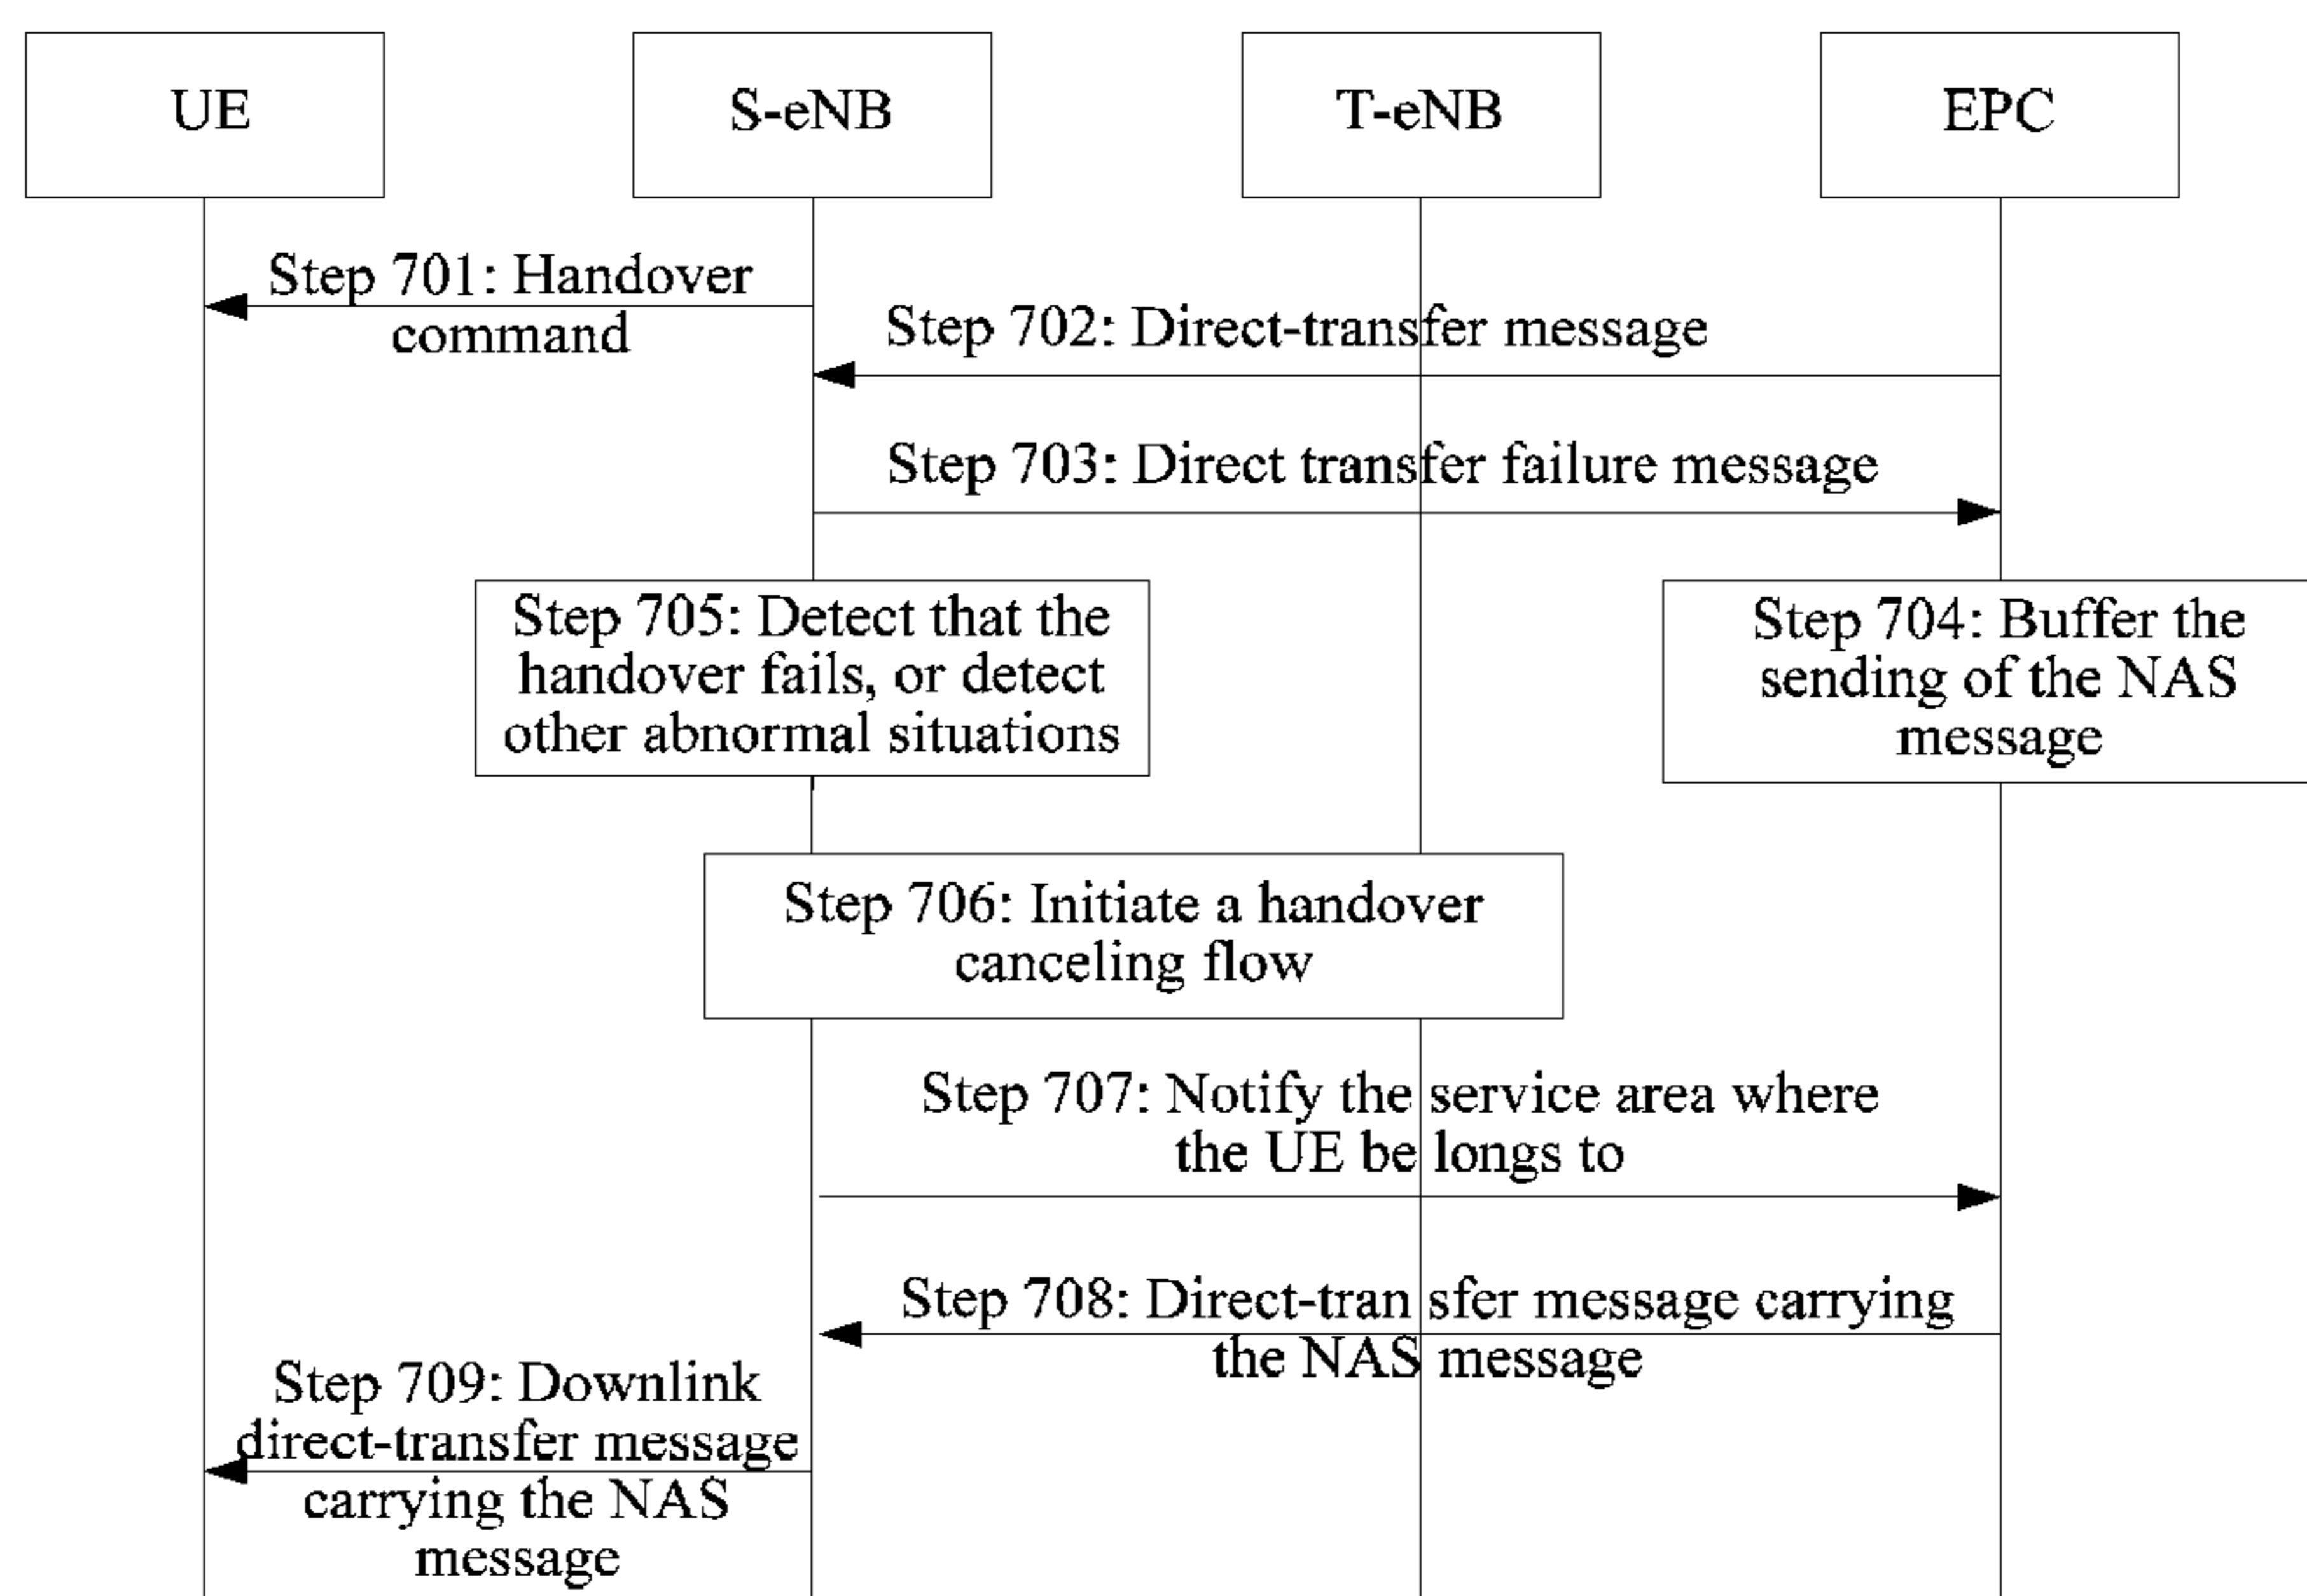 UE
S-eNB
T-eNB
EPC
Step 701: Handover
command
Step 702: Direct-transfer message
Step 703: Direct transfer failure message
Step 705: Detect that the
handover fails, or detect
other abnormal situations
Step 704: Buffer the
sending of the NAS
message
Step 706: Initiate a handover
canceling flow
Step 707: Notify the service area where
the UE be longs to
Step 708: Direct-tran sfer message carrying
the NAS message
Step 709: Downlink
direct-transfer message
carrying the NAS
message